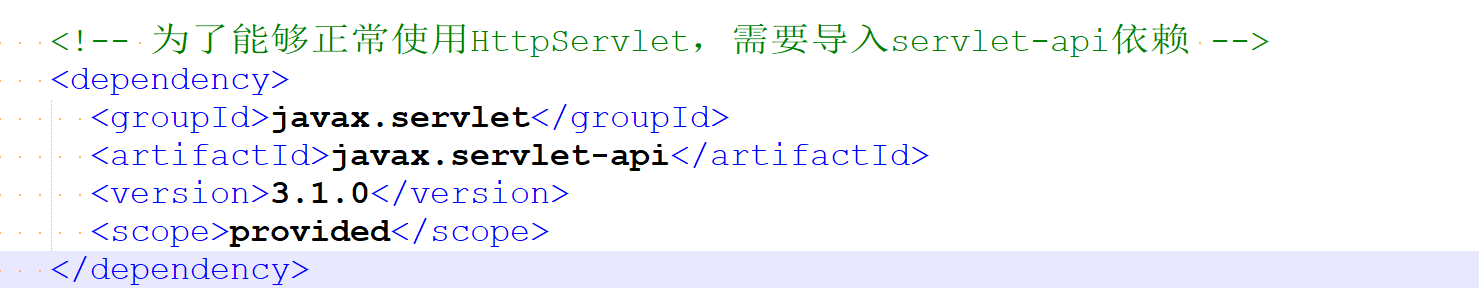 <!-- 为了能够正常使用HttpServlet，需要导入servlet-api依赖 -->
<dependency>
<groupId>javax.servlet</groupId>
<artifactId>javax.servlet-api</artifactId>
<version>3.1.0</version>
<scope>provided</scope>
</dependency>